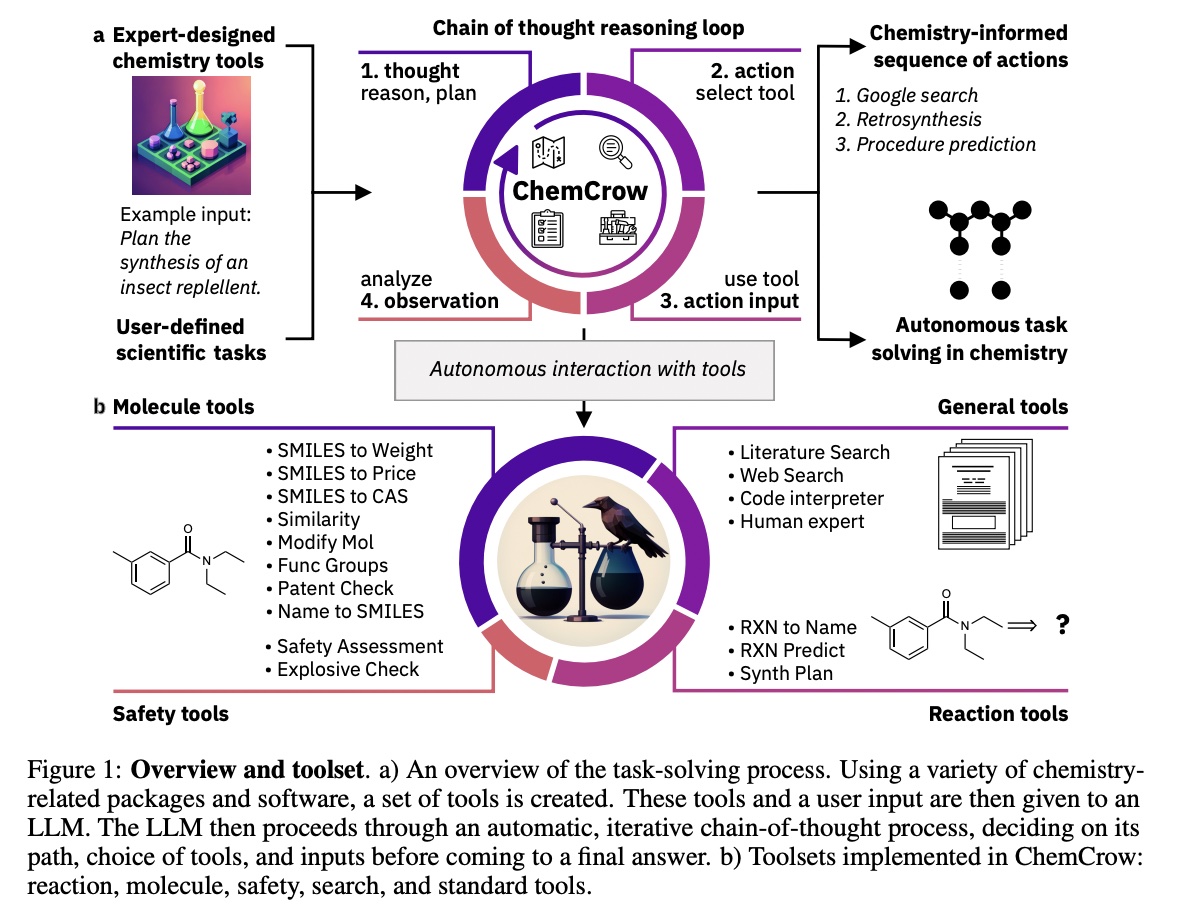 a Expert-designed
chemistry tools
Example input:
Plan the
synthesis of an
insect repllellent.
User-defined
scientific tasks
Chain of thought reasoning loop
1. thought
reason, plan
2. action
select tool
ChemCrow
analyze
4. observation
use tool
3. action input
Chemistry-informed
sequence of actions
1. Google search
2. Retrosynthesis
3. Procedure prediction
Autonomous task
solving in chemistry
Autonomous interaction with tools
b Molecule tools
• SMILES to Weight
• SMILES to Price
• SMILES to CAS
• Similarity
• Modify Mol
• Func Groups
• Patent Check
• Name to SMILES
O
N
• Safety Assessment
• Explosive Check
Safety tools
General tools
• Literature Search
• Web Search
• Code interpreter
• Human expert
• RXN to Name
• RXN Predict
• Synth Plan
O
N
?
Reaction tools
Figure 1: Overview and toolset. a) An overview of the task-solving process. Using a variety of chemistry-
related packages and software, a set of tools is created. These tools and a user input are then given to an
LLM. The LLM then proceeds through an automatic, iterative chain-of-thought process, deciding on its
path, choice of tools, and inputs before coming to a final answer. b) Toolsets implemented in ChemCrow:
reaction, molecule, safety, search, and standard tools.